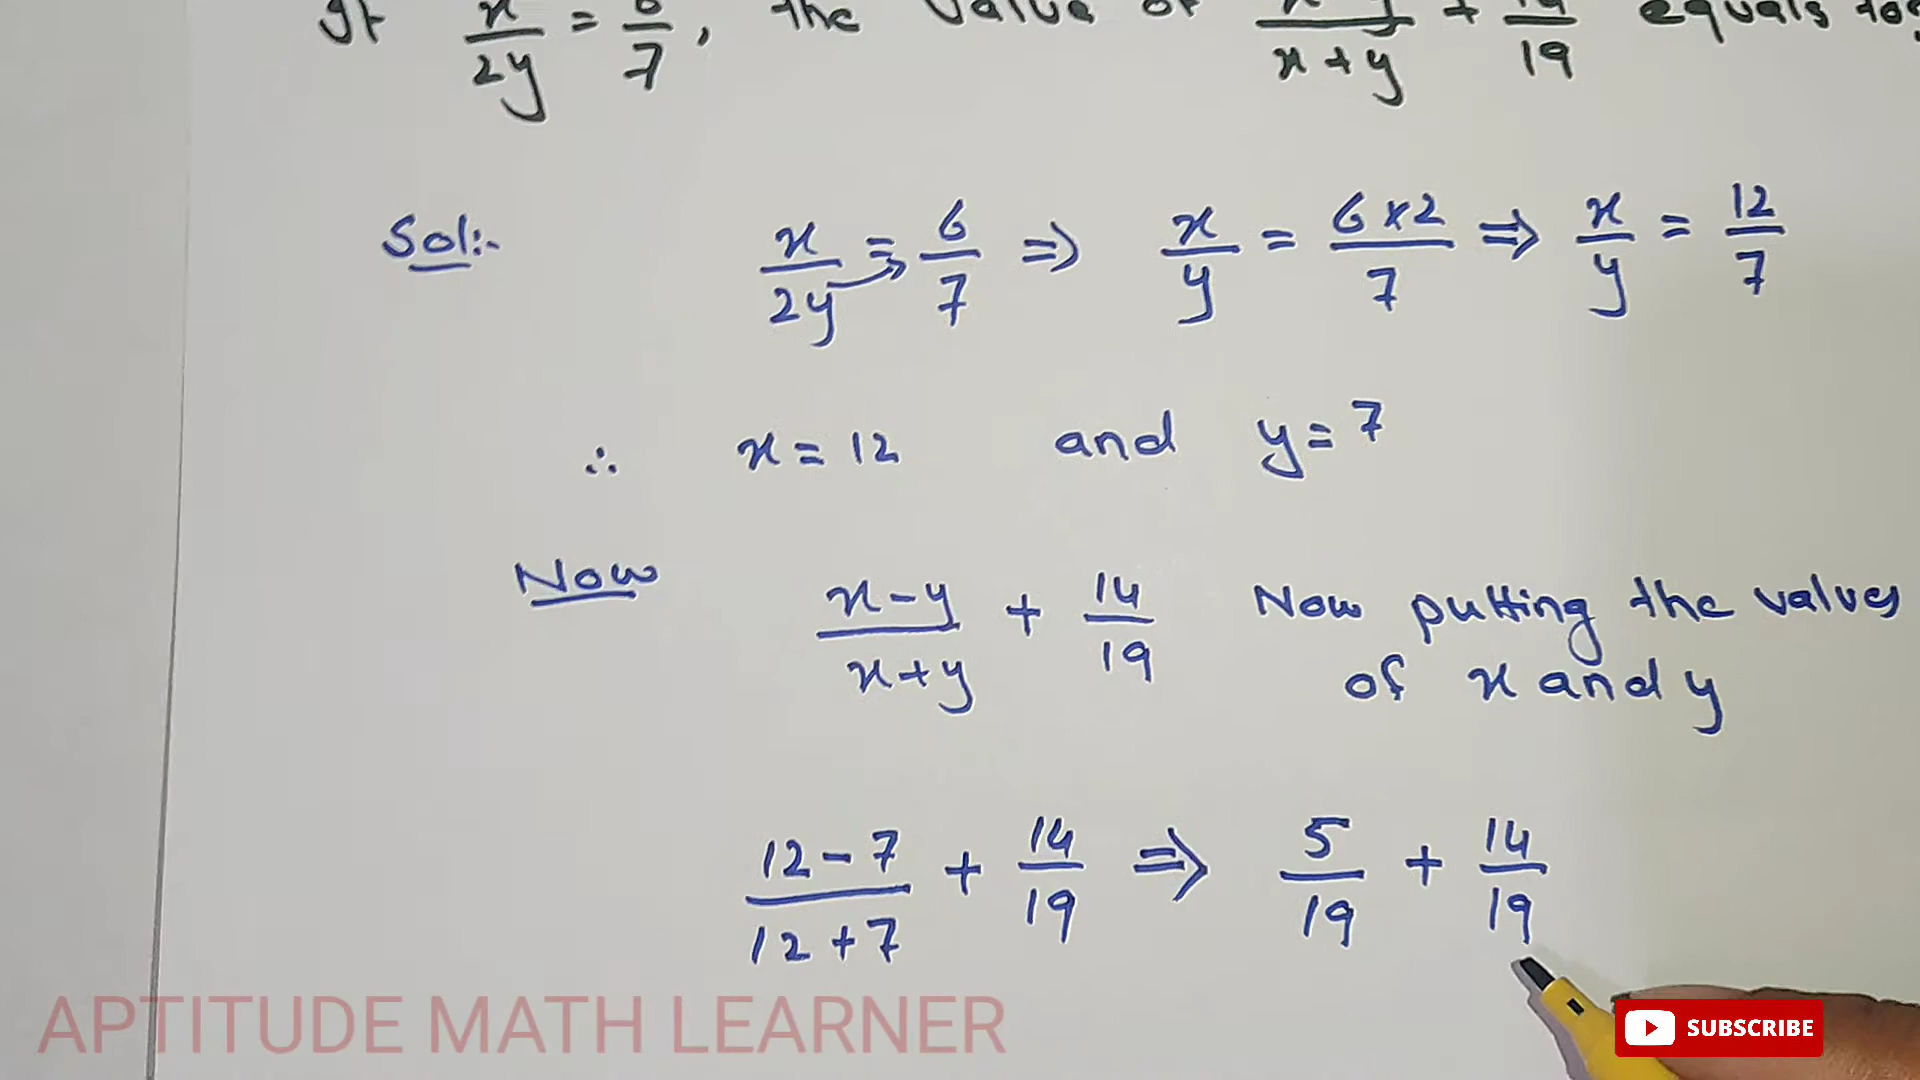 If x/2y = 6/7, the value of x-y/x+y + 14/19 equals to?
Sol:- x/2y = 6/7 ⇒ x/y = 6×2/7 ⇒ x/y = 12/7
∴ x = 12 and y = 7
Now x-y/x+y + 14/19 Now putting the values
of x and y
12-7/12+7 + 14/19 ⇒ 5/19 + 14/19
APTITUDE MATH LEARNER
SUBSCRIBE